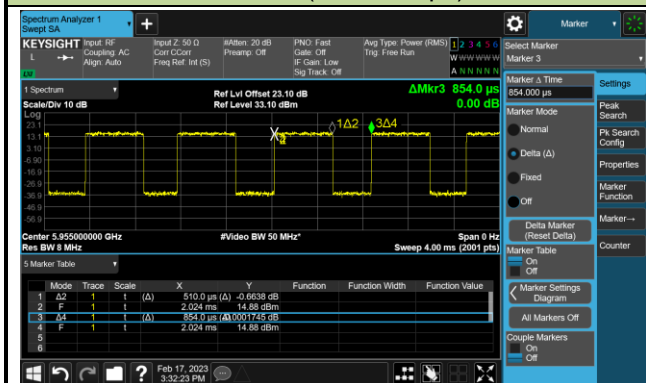 Spectrum Analyzer 1
Swept SA
+
Marker
KEYSIGHT Input: RF Input Z: 50 Ω #Atten: 20 dB PNO: Fast Avg Type: Power (RMS) 1 2 3 4 5 6
L Coupling: AC Corr CCorr Preamp: Off Gate: Off Trig: Free Run W W W W W W
Align: Auto Freq Ref: Int (S) IF Gain: Low
Sig Track: Off A N N N N N
Select Marker
Marker 3
1 Spectrum
Ref Lvl Offset 23.10 dB ΔMkr3 854.0 µs
Scale/Div 10 dB Ref Level 33.10 dBm 0.00 dB
Log
23.1
13.1
3.10
-6.90
-16.9
-26.9
-36.9
-46.9
-56.9
1Δ2 3Δ4
Center 5.955000000 GHz #Video BW 50 MHz* Span 0 Hz
Res BW 8 MHz Sweep 4.00 ms (2001 pts)
5 Marker Table
Mode Trace Scale X Y Function Function Width Function Value
1 Δ2 1 t (Δ) 510.0 µs (Δ) -0.6638 dB
2 F 1 t 2.024 ms 14.88 dBm
3 Δ4 1 t (Δ) 854.0 µs (Δ) 0.0001745 dB
4 F 1 t 2.024 ms 14.88 dBm
5
6
Marker Δ Time
854.000 µs
Marker Mode
Normal
Delta (Δ)
Fixed
Off
Delta Marker
(Reset Delta)
Marker Table
On
Off
Marker Settings
Diagram
All Markers Off
Couple Markers
On
Off
Settings
Peak
Search
Pk Search
Config
Properties
Marker
Function
Marker→
Counter
? Feb 17, 2023
3:32:23 PM